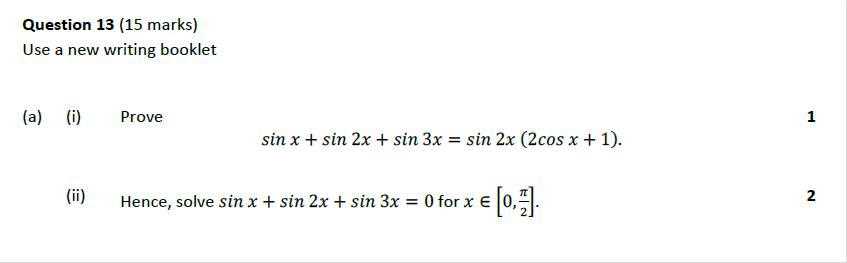 Question 13 (15 marks)
Use a new writing booklet
(a) (i) Prove 1
sin x + sin 2x + sin 3x = sin 2x (2cos x + 1).
(ii) Hence, solve sin x + sin 2x + sin 3x = 0 for x ∈ [0, π/2]. 2